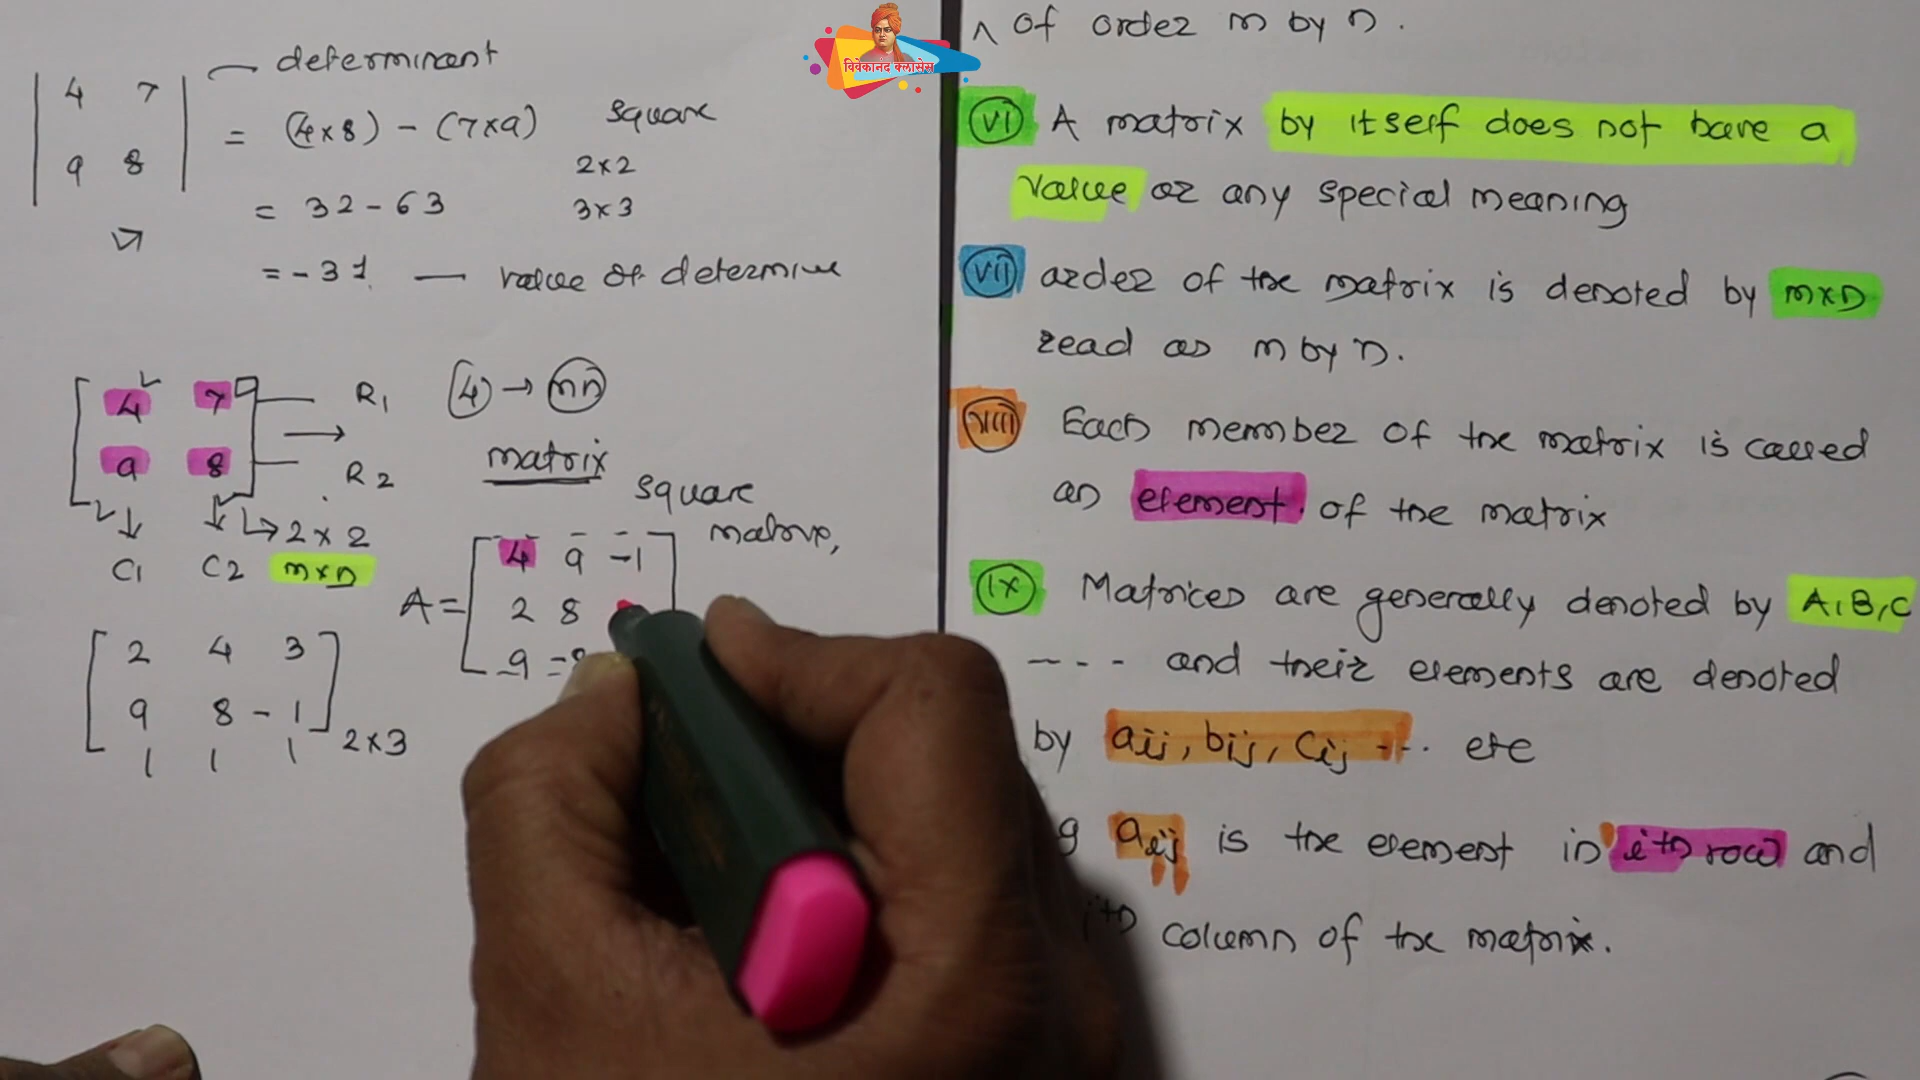 विवेकानंद क्लासेस
determinant
4 7
9 8
= (4×8) - (7×9)
square
2×2
= 32 - 63
3×3
= - 31 — value of
4 7 R1 (4) → mn
9 8 R2
matrix
square
2×2
C1 C2 m×n
A =
4 9 -1
2 8
9
2 4 3
9 8 -1
2×3
of order m by n.
(vi) A matrix by itself does not have a
value or any special meaning
(vii) order of the matrix is denoted by m×n
read as m by n.
(viii) Each member of the matrix is called
an element of the matrix
(ix) Matrices are generally denoted by A, B, C
---- and their elements are denoted
by aij, bij, cij --- etc
aij is the element in ith row and
column of the matrix.